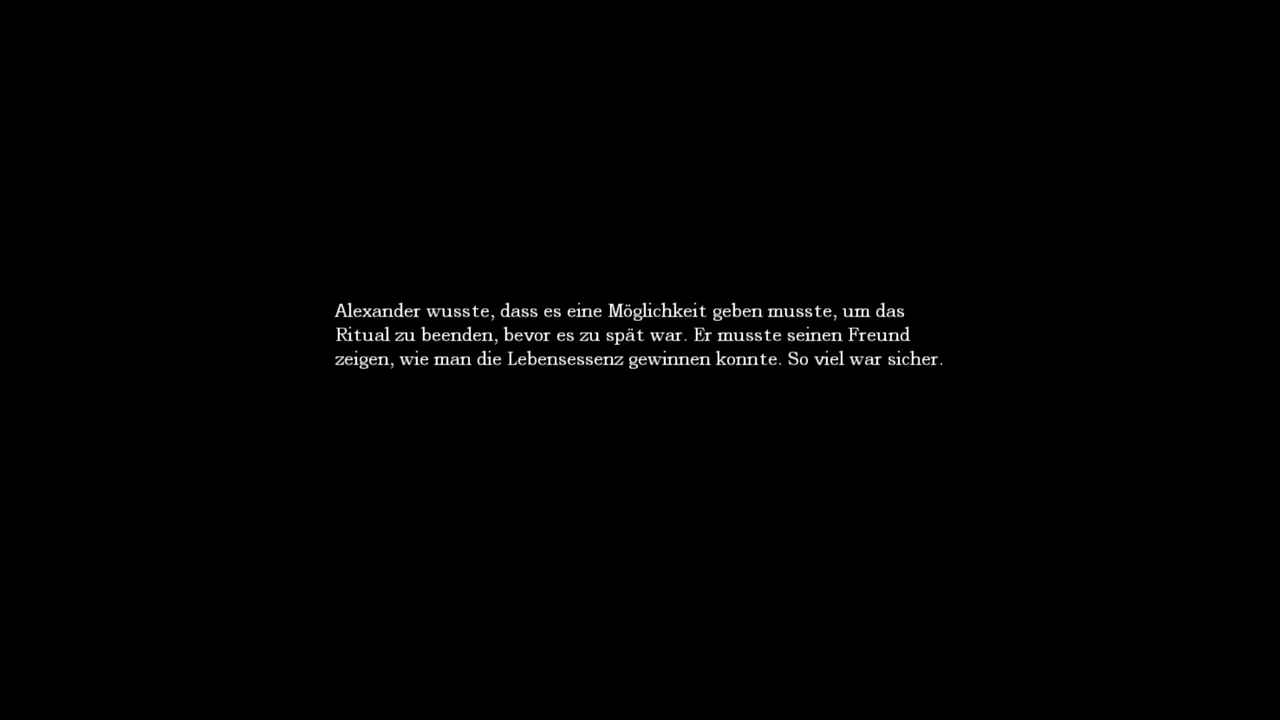 Alexander wusste, dass es eine Möglichkeit geben musste, um das
Ritual zu beenden, bevor es zu spät war. Er musste seinen Freund
zeigen, wie man die Lebensessenz gewinnen konnte. So viel war sicher.